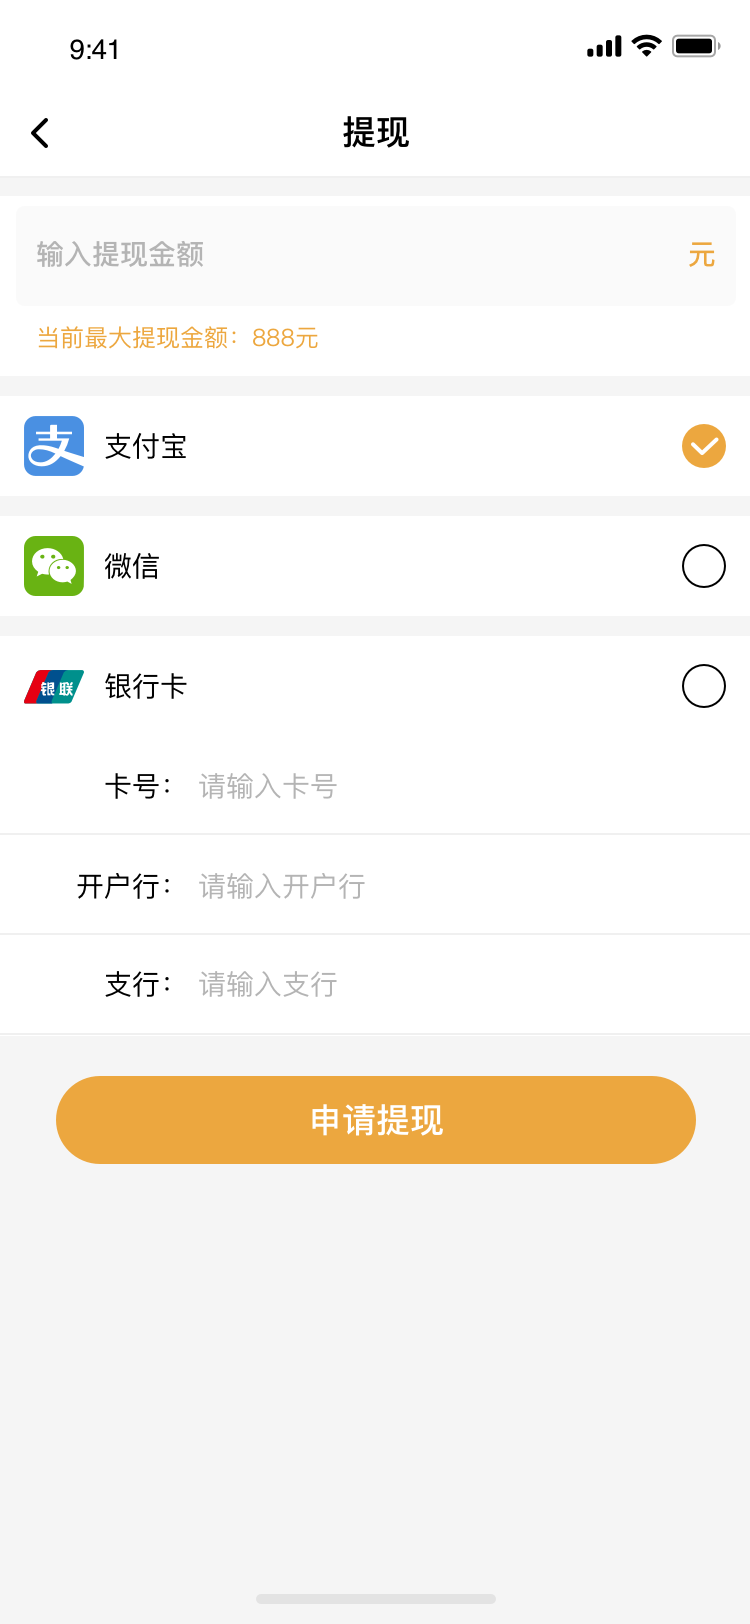 9:41
提现
输入提现金额 元
当前最大提现金额：888元
支 支付宝
微信
银联 银行卡
卡号： 请输入卡号
开户行： 请输入开户行
支行： 请输入支行
申请提现